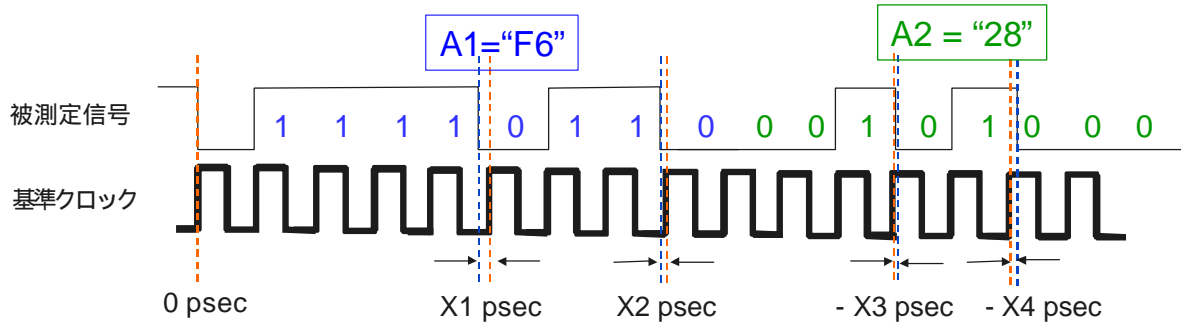 A1=“F6”
A2 = “28”
被測定信号
1 1 1 1 0 1 1 0 0 0 1 0 1 0 0 0
基準クロック
0 psec X1 psec X2 psec - X3 psec - X4 psec